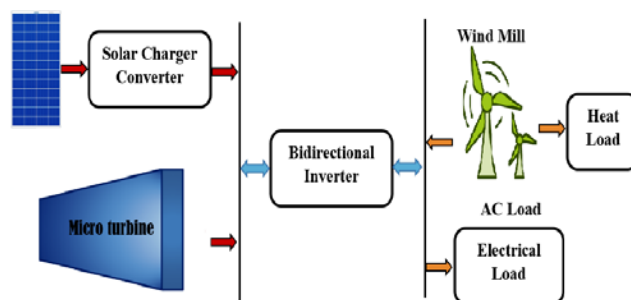 Solar Charger
Converter
Wind Mill
Heat
Load
Bidirectional
Inverter
Micro turbine
AC Load
Electrical
Load